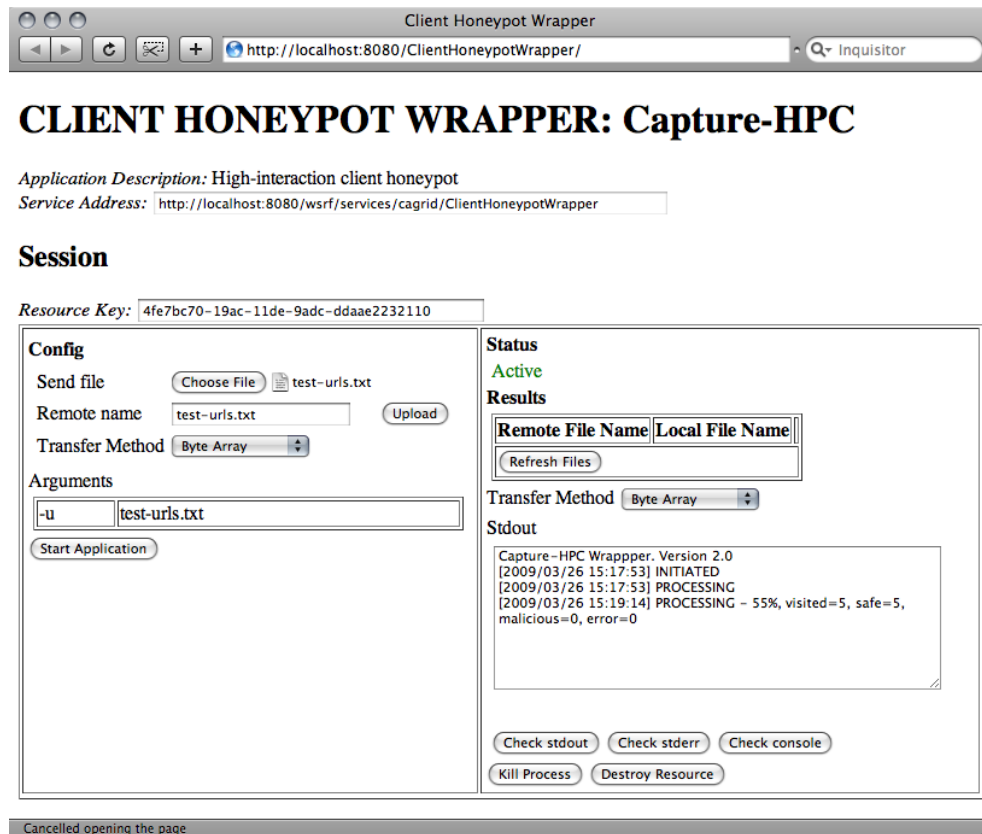 Client Honeypot Wrapper
http://localhost:8080/ClientHoneypotWrapper/
Inquisitor
CLIENT HONEYPOT WRAPPER: Capture-HPC
Application Description: High-interaction client honeypot
Service Address: http://localhost:8080/wsrf/services/cagrid/ClientHoneypotWrapper
Session
Resource Key: 4fe7bc70-19ac-11de-9adc-ddaae2232110
Config
Send file Choose File test-urls.txt
Remote name test-urls.txt Upload
Transfer Method Byte Array
Arguments
-u test-urls.txt
Start Application
Status
Active
Results
Remote File Name Local File Name
Refresh Files
Transfer Method Byte Array
Stdout
Capture-HPC Wrappper. Version 2.0
[2009/03/26 15:17:53] INITIATED
[2009/03/26 15:17:53] PROCESSING
[2009/03/26 15:19:14] PROCESSING - 55%, visited=5, safe=5,
malicious=0, error=0
Check stdout Check stderr Check console
Kill Process Destroy Resource
Cancelled opening the page